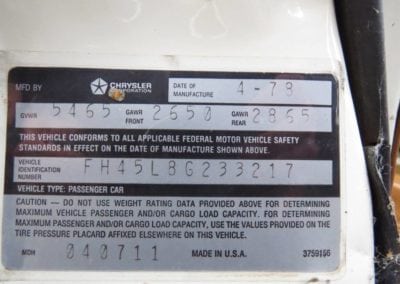 MFD BY CHRYSLER CORPORATION DATE OF MANUFACTURE 4-78
GVWR 5465 GAWR FRONT 2650 GAWR REAR 2865
THIS VEHICLE CONFORMS TO ALL APPLICABLE FEDERAL MOTOR VEHICLE SAFETY
STANDARDS IN EFFECT ON THE DATE OF MANUFACTURE SHOWN ABOVE.
VEHICLE IDENTIFICATION NUMBER FH45L8G233217
VEHICLE TYPE: PASSENGER CAR
CAUTION — DO NOT USE WEIGHT RATING DATA PROVIDED ABOVE FOR DETERMINING
MAXIMUM VEHICLE PASSENGER AND/OR CARGO LOAD CAPACITY. FOR DETERMINING
MAXIMUM PASSENGER AND/OR CARGO LOAD CAPACITY, USE THE VALUES PROVIDED ON THE
TIRE PRESSURE PLACARD AFFIXED ELSEWHERE ON THIS VEHICLE.
MDH 040711 MADE IN U.S.A. 3759166